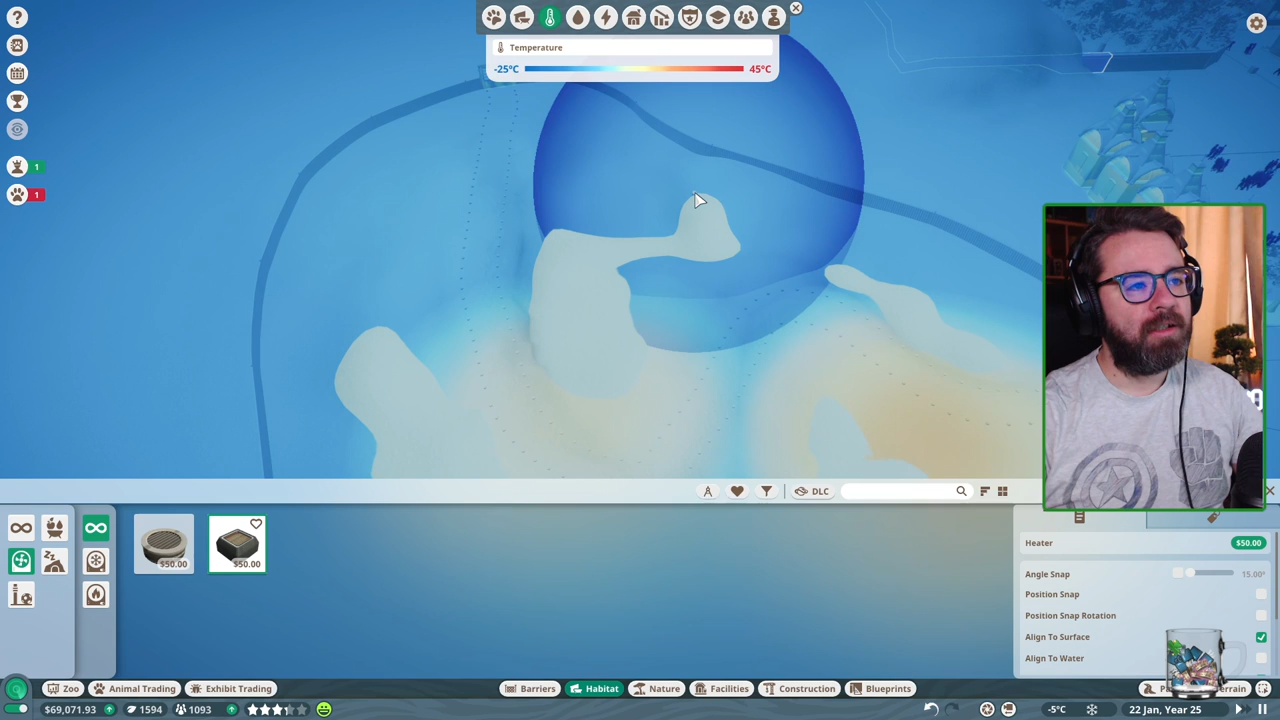 Temperature
-25°C
45°C
1
1
DLC
$50.00
$50.00
Heater
$50.00
Angle Snap
15.00°
Position Snap
Position Snap Rotation
Align To Surface
Align To Water
Zoo
Animal Trading
Exhibit Trading
Barriers
Habitat
Nature
Facilities
Construction
Blueprints
$69,071.93
1594
1093
-5°C
22 Jan, Year 25